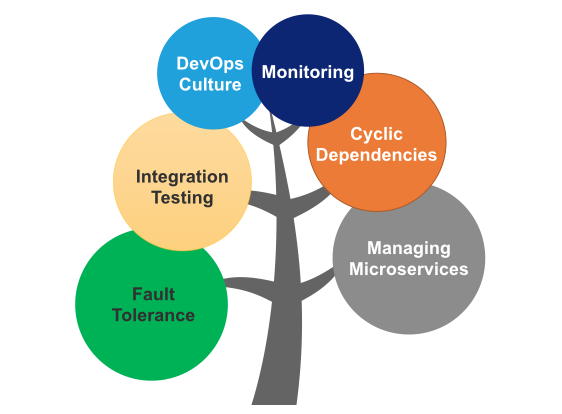 DevOps
Culture
Monitoring
Cyclic
Dependencies
Integration
Testing
Managing
Microservices
Fault
Tolerance